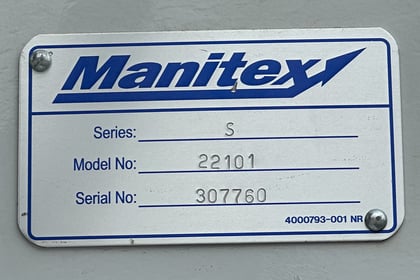 Manitex
Series: S
Model No: 22101
Serial No: 307760
4000793-001 NR